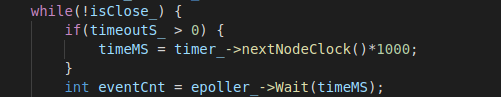 while(!isClose_) {
if(timeoutS_ > 0) {
timeMS = timer_->nextNodeClock()*1000;
}
int eventCnt = epoller_->Wait(timeMS);